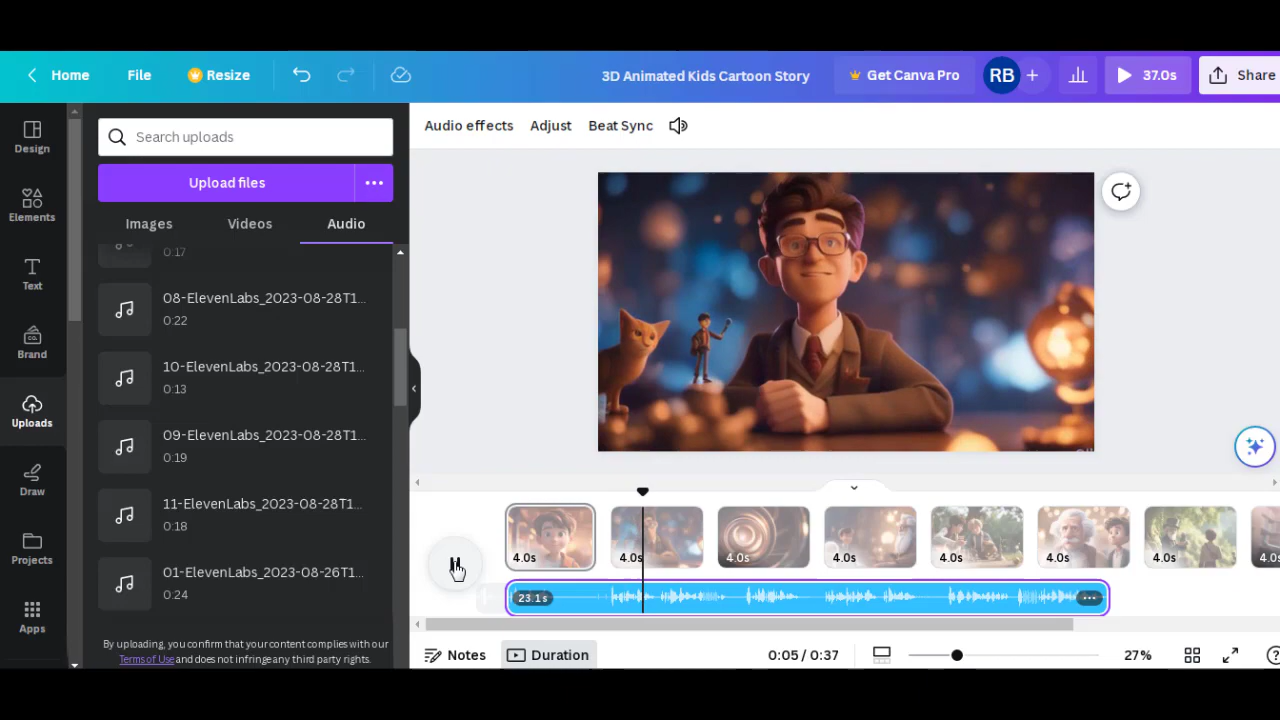 Home
File
Resize
3D Animated Kids Cartoon Story
Get Canva Pro
RB
+
37.0s
Share
Design
Elements
Text
Brand
Uploads
Draw
Projects
Apps
Search uploads
Upload files
Images
Videos
Audio
0:17
08-ElevenLabs_2023-08-28T1...
0:22
10-ElevenLabs_2023-08-28T1...
0:13
09-ElevenLabs_2023-08-28T1...
0:19
11-ElevenLabs_2023-08-28T1...
0:18
01-ElevenLabs_2023-08-26T1...
0:24
By uploading, you confirm that your content complies with our
Terms of Use and does not infringe any third party rights.
Audio effects
Adjust
Beat Sync
4.0s
4.0s
4.0s
4.0s
4.0s
4.0s
4.0s
4.0s
23.1s
Notes
Duration
0:05 / 0:37
27%